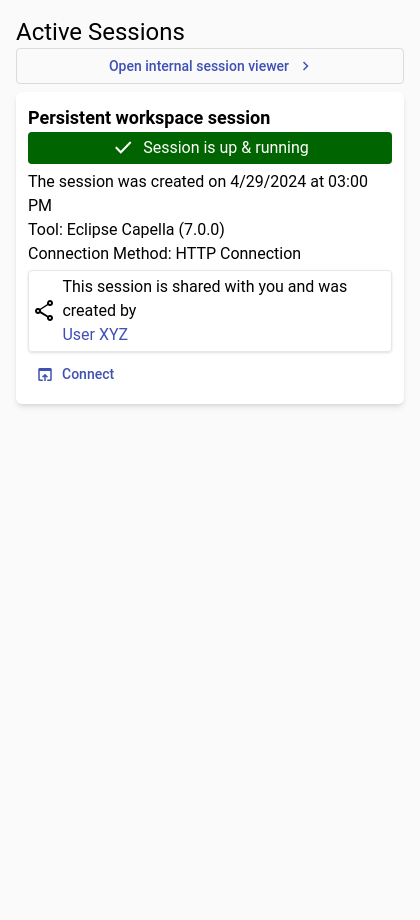 Active Sessions
Open internal session viewer
Persistent workspace session
Session is up & running
The session was created on 4/29/2024 at 03:00
PM
Tool: Eclipse Capella (7.0.0)
Connection Method: HTTP Connection
This session is shared with you and was
created by
User XYZ
Connect